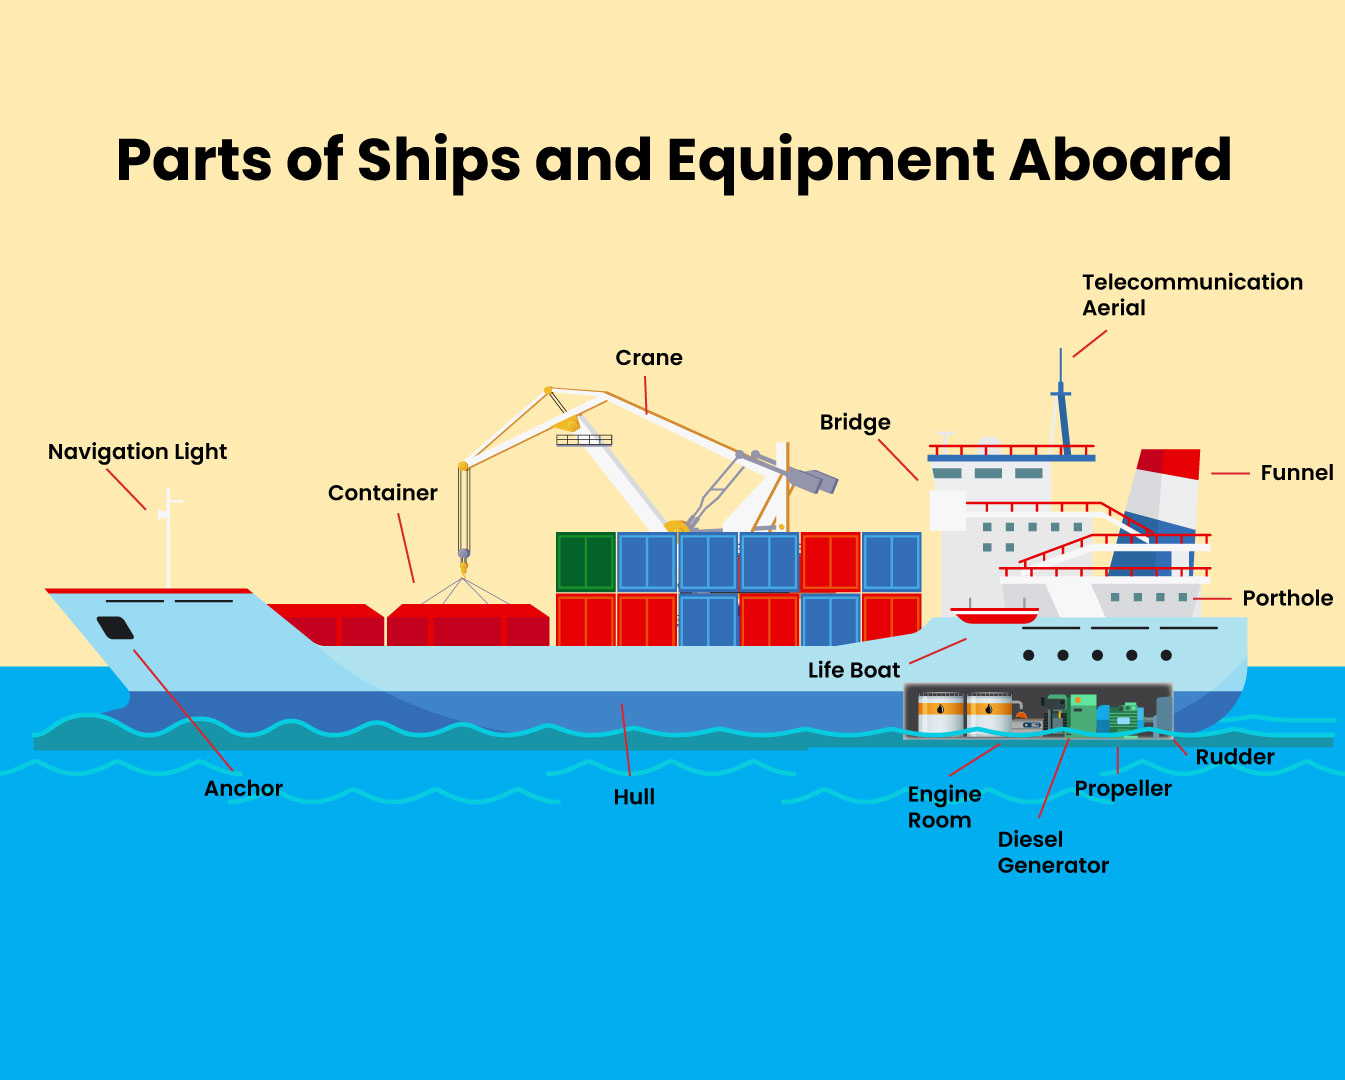 Parts of Ships and Equipment Aboard
Telecommunication
Aerial
Crane
Bridge
Navigation Light
Funnel
Container
Porthole
Life Boat
Rudder
Anchor
Hull
Engine
Room
Propeller
Diesel
Generator